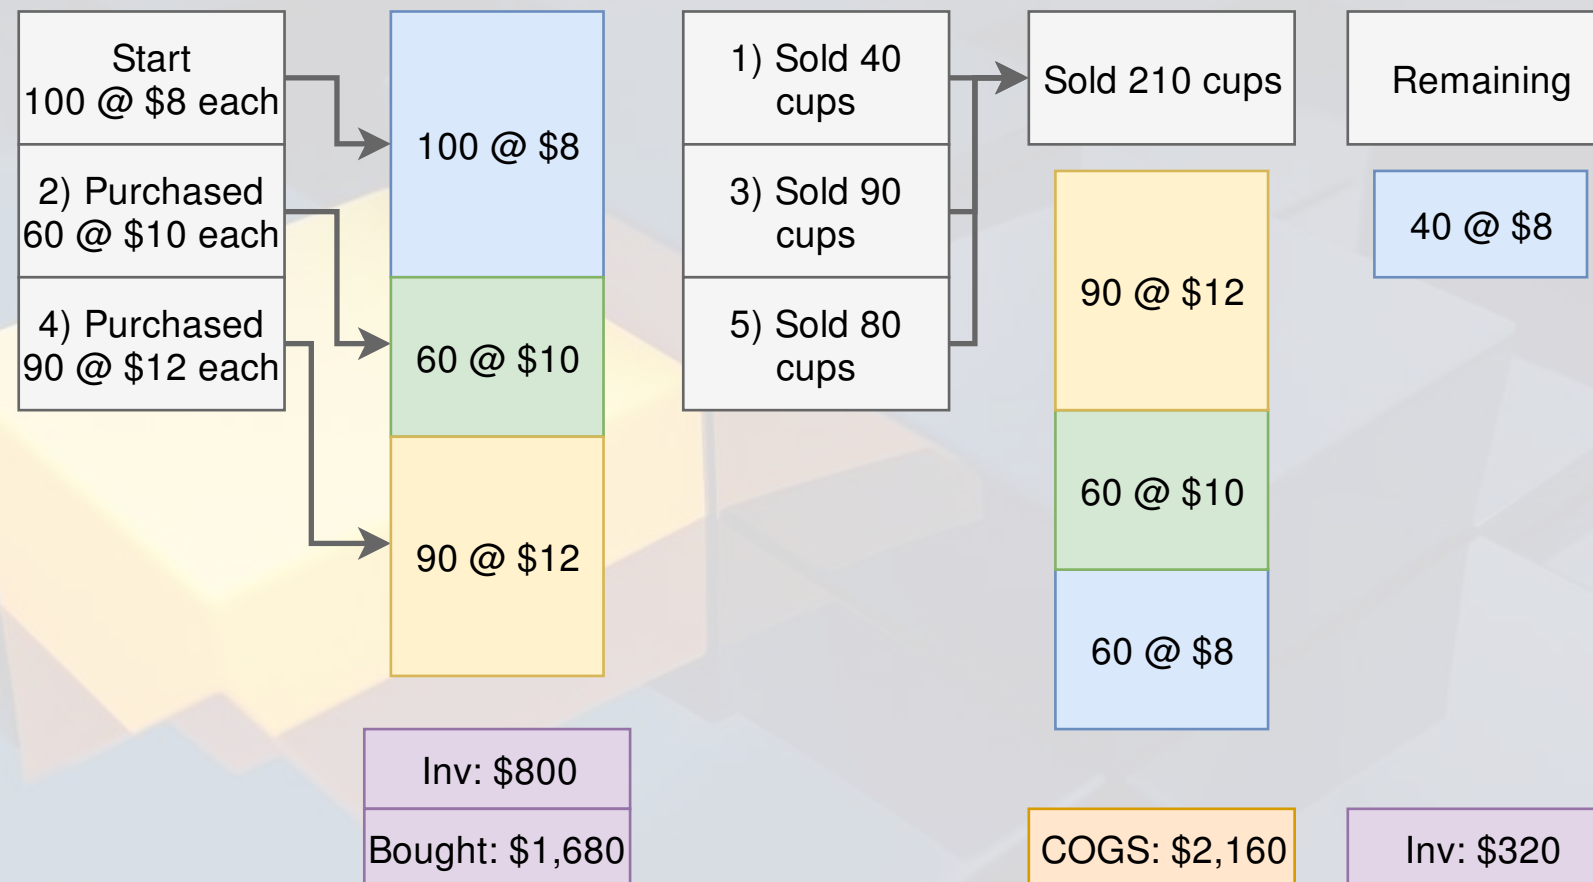 Start
100 @ $8 each
2) Purchased
60 @ $10 each
4) Purchased
90 @ $12 each
100 @ $8
60 @ $10
90 @ $12
Inv: $800
Bought: $1,680
1) Sold 40
cups
3) Sold 90
cups
5) Sold 80
cups
Sold 210 cups
90 @ $12
60 @ $10
60 @ $8
COGS: $2,160
Remaining
40 @ $8
Inv: $320